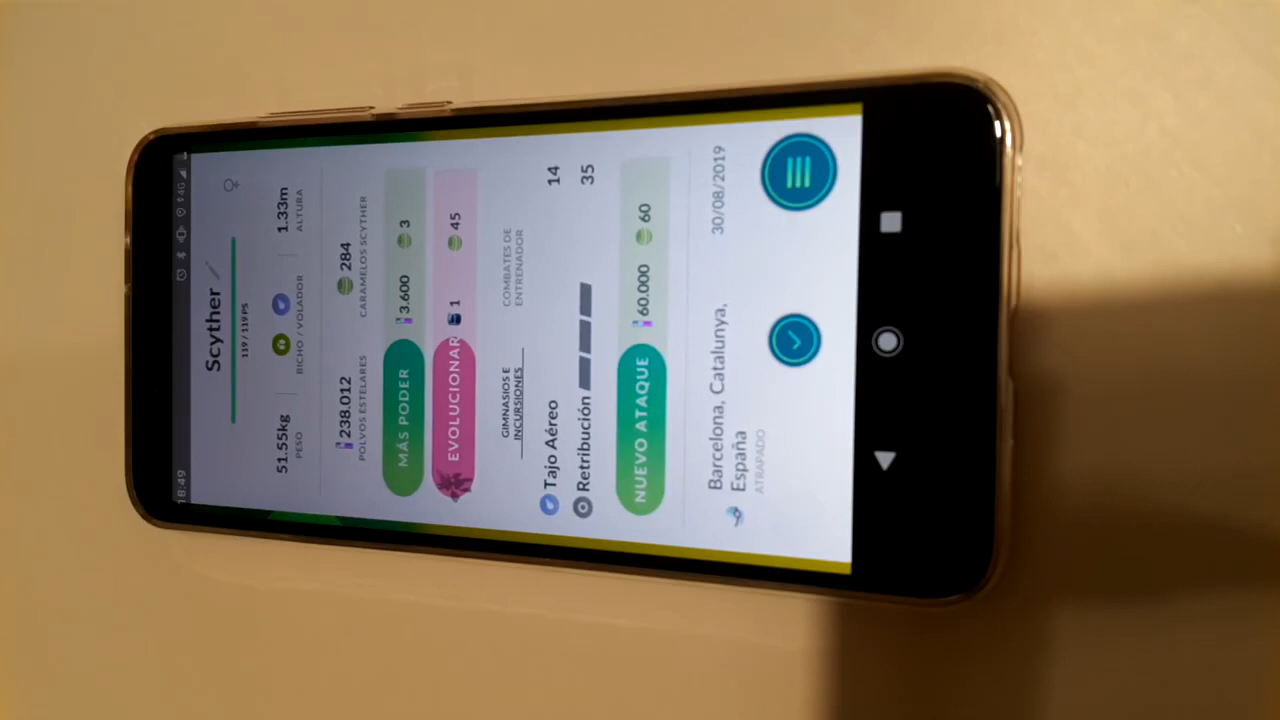 18:49
4G
Scyther
119 / 119 PS
51.55kg
PESO
BICHO / VOLADOR
1.33m
ALTURA
238.012
POLVOS ESTELARES
284
CARAMELOS SCYTHER
MÁS PODER 3.600 3
EVOLUCIONAR 1 45
GIMNASIOS E
INCURSIONES
COMBATES DE
ENTRENADOR
Tajo Aéreo 14
Retribución 35
NUEVO ATAQUE 60.000 60
Barcelona, Catalunya,
España
ATRAPADO
30/08/2019